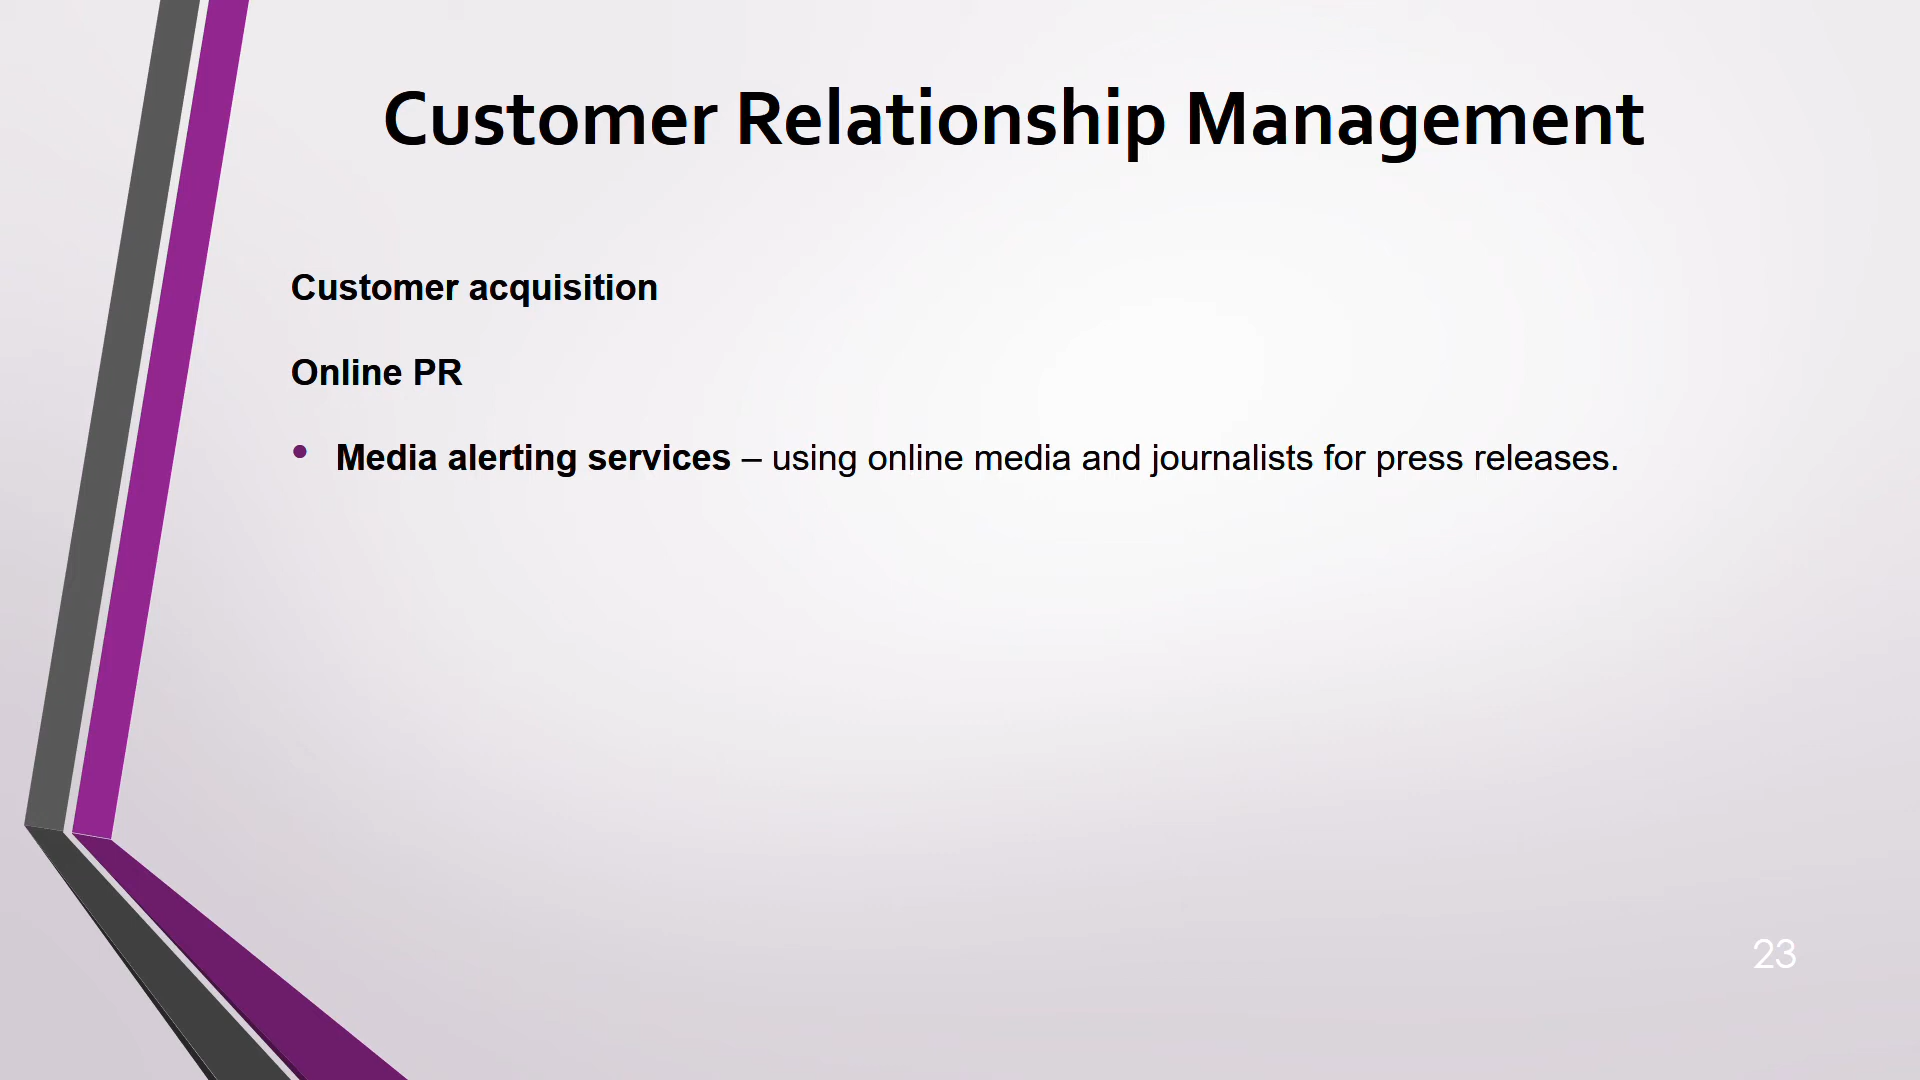 Customer Relationship Management
Customer acquisition
Online PR
• Media alerting services – using online media and journalists for press releases.
23